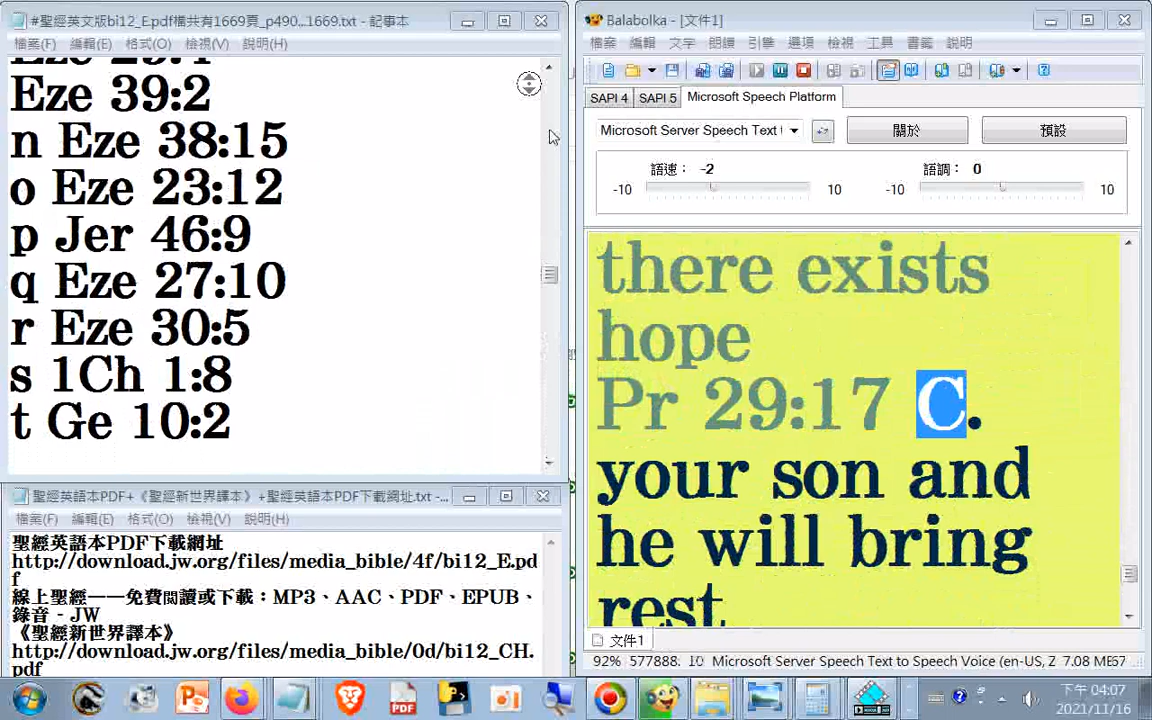 #聖經英文版bi12_E.pdf檔共有1669頁_p490...1669.txt - 記事本
檔案(F) 編輯(E) 格式(O) 檢視(V) 說明(H)
Eze 39:2
n Eze 38:15
o Eze 23:12
p Jer 46:9
q Eze 27:10
r Eze 30:5
s 1Ch 1:8
t Ge 10:2
聖經英語本PDF+《聖經新世界譯本》+聖經英語本PDF下載網址.txt -...
檔案(F) 編輯(E) 格式(O) 檢視(V) 說明(H)
聖經英語本PDF下載網址
http://download.jw.org/files/media_bible/4f/bi12_E.pd
f
線上聖經——免費閱讀或下載：MP3、AAC、PDF、EPUB、
錄音 - JW
《聖經新世界譯本》
http://download.jw.org/files/media_bible/0d/bi12_CH.
pdf
Balabolka - [文件1]
檔案 編輯 文字 朗讀 引擎 選項 檢視 工具 書籤 說明
SAPI 4 SAPI 5 Microsoft Speech Platform
Microsoft Server Speech Text
關於 預設
語速： -2 語調： 0
-10 10 -10 10
there exists
hope
Pr 29:17 C.
your son and
he will bring
rest
文件1
92% 577888. Microsoft Server Speech Text to Speech Voice (en-US, Z 7.08 ME
下午 04:07
2021/11/16